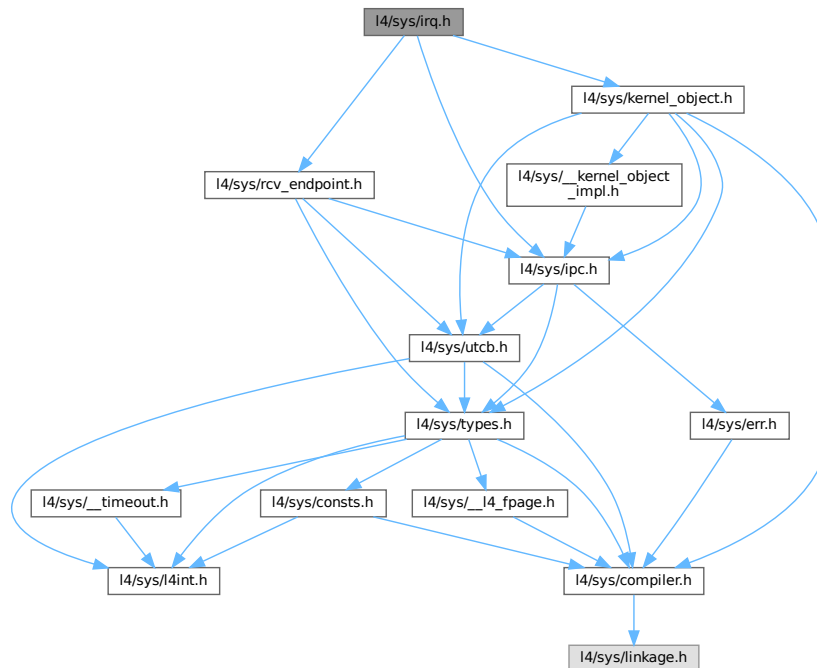 l4/sys/irq.h
l4/sys/kernel_object.h
l4/sys/rcv_endpoint.h
l4/sys/__kernel_object
_impl.h
l4/sys/ipc.h
l4/sys/utcb.h
l4/sys/types.h
l4/sys/err.h
l4/sys/__timeout.h
l4/sys/consts.h
l4/sys/__l4_fpage.h
l4/sys/l4int.h
l4/sys/compiler.h
l4/sys/linkage.h